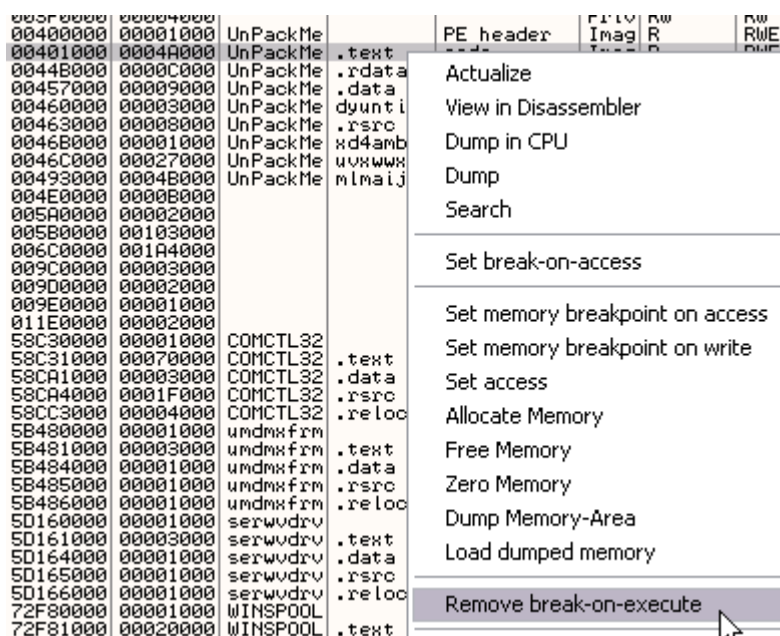 003F0000 00004000 Priv RW RW
00400000 00001000 UnPackMe PE header Imag R RWE
00401000 0004A000 UnPackMe .text code Imag R RWE
0044B000 0000C000 UnPackMe .rdata
00457000 00009000 UnPackMe .data
00460000 00003000 UnPackMe dyunti
00463000 00008000 UnPackMe .rsrc
0046B000 00001000 UnPackMe xd4amb
0046C000 00027000 UnPackMe uvxwwx
00493000 0004B000 UnPackMe mlmaij
004E0000 0000B000
005A0000 00002000
005B0000 00103000
006C0000 001A4000
009C0000 00003000
009D0000 00002000
009E0000 00001000
011E0000 00002000
58C30000 00001000 COMCTL32
58C31000 00070000 COMCTL32 .text
58CA1000 00003000 COMCTL32 .data
58CA4000 0001F000 COMCTL32 .rsrc
58CC3000 00004000 COMCTL32 .reloc
5B480000 00001000 umdmxfrm
5B481000 00003000 umdmxfrm .text
5B484000 00001000 umdmxfrm .data
5B485000 00001000 umdmxfrm .rsrc
5B486000 00001000 umdmxfrm .reloc
5D160000 00001000 serwvdrv
5D161000 00003000 serwvdrv .text
5D164000 00001000 serwvdrv .data
5D165000 00001000 serwvdrv .rsrc
5D166000 00001000 serwvdrv .reloc
72F80000 00001000 WINSPOOL
72F81000 00020000 WINSPOOL .text
Actualize
View in Disassembler
Dump in CPU
Dump
Search
Set break-on-access
Set memory breakpoint on access
Set memory breakpoint on write
Set access
Allocate Memory
Free Memory
Zero Memory
Dump Memory-Area
Load dumped memory
Remove break-on-execute